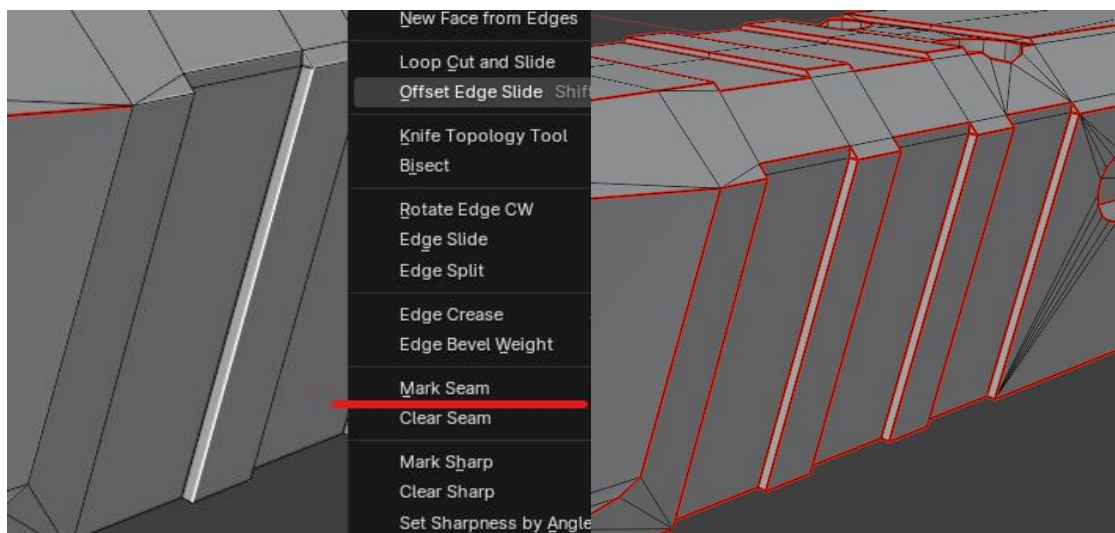 New Face from Edges
Loop Cut and Slide
Offset Edge Slide Shif
Knife Topology Tool
Bisect
Rotate Edge CW
Edge Slide
Edge Split
Edge Crease
Edge Bevel Weight
Mark Seam
Clear Seam
Mark Sharp
Clear Sharp
Set Sharpness by Angle